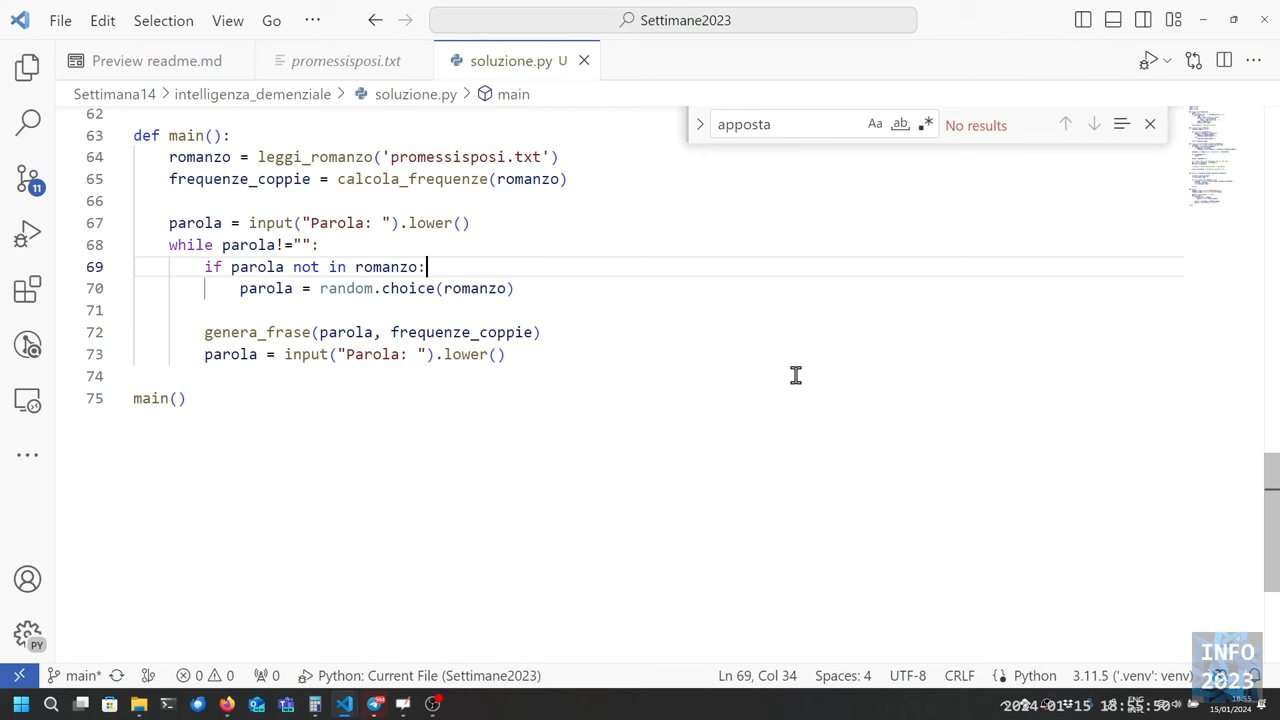 File Edit Selection View Go ··· Settimane2023
Preview readme.md promessisposi.txt soluzione.py U
Settimana14 > intelligenza_demenziale > soluzione.py > main
apposta Aa ab No results
62
63 def main():
64 romanzo = leggi_romanzo('promessisposi.txt')
65 frequenze_coppie = calcola_frequenze(romanzo)
66
67 parola = input("Parola: ").lower()
68 while parola!="":
69 if parola not in romanzo:
70 parola = random.choice(romanzo)
71
72 genera_frase(parola, frequenze_coppie)
73 parola = input("Parola: ").lower()
74
75 main()
11
PY
main* 0 0 0 Python: Current File (Settimane2023) Ln 69, Col 34 Spaces: 4 UTF-8 CRLF Python 3.11.5 ('.venv': venv)
INFO
2023
ENG 18:55
2024-01-15 18:55:50
15/01/2024